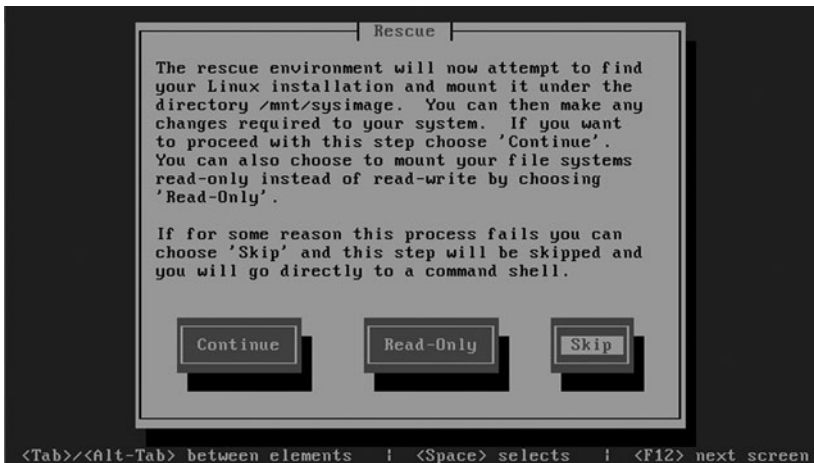 Rescue
The rescue environment will now attempt to find
your Linux installation and mount it under the
directory /mnt/sysimage.  You can then make any
changes required to your system.  If you want
to proceed with this step choose 'Continue'.
You can also choose to mount your file systems
read-only instead of read-write by choosing
'Read-Only'.
If for some reason this process fails you can
choose 'Skip' and this step will be skipped and
you will go directly to a command shell.
Continue Read-Only Skip
<Tab>/<Alt-Tab> between elements | <Space> selects | <F12> next screen